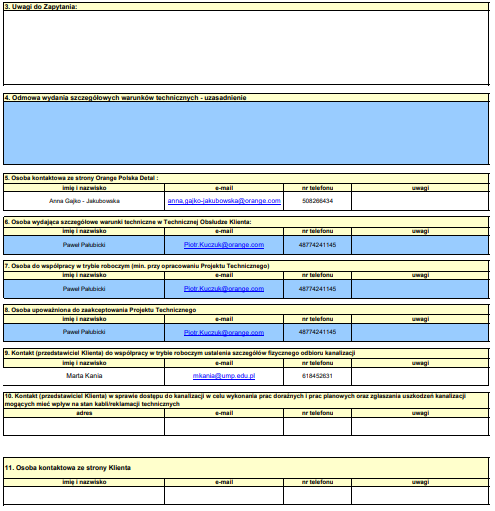 3. Uwagi do Zapytania:
4. Odmowa wydania szczegółowych warunków technicznych - uzasadnienie
5. Osoba kontaktowa ze strony Orange Polska Detal :
imię i nazwisko e-mail nr telefonu uwagi
Anna Gajko - Jakubowska anna.gajko-jakubowska@orange.com 508266434
6. Osoba wydająca szczegółowe warunki techniczne w Technicznej Obsłudze Klienta:
imię i nazwisko e-mail nr telefonu uwagi
Paweł Pałubicki Piotr.Kuczuk@orange.com 48774241145
7. Osoba do współpracy w trybie roboczym (min. przy opracowaniu Projektu Technicznego)
imię i nazwisko e-mail nr telefonu uwagi
Paweł Pałubicki Piotr.Kuczuk@orange.com 48774241145
8. Osoba upoważniona do zaakceptowania Projektu Technicznego
imię i nazwisko e-mail nr telefonu uwagi
Paweł Pałubicki Piotr.Kuczuk@orange.com 48774241145
9. Kontakt (przedstawiciel Klienta) do współpracy w trybie roboczym ustalenia szczegółów fizycznego odbioru kanalizacji
imię i nazwisko e-mail nr telefonu uwagi
Marta Kania mkania@ump.edu.pl 618452631
10. Kontakt (przedstawiciel Klienta) w sprawie dostępu do kanalizacji w celu wykonania prac doraźnych i prac planowych oraz zgłaszania uszkodzeń kanalizacji
mogących mieć wpływ na stan kabli/reklamacji technicznych
adres e-mail nr telefonu uwagi
11. Osoba kontaktowa ze strony Klienta
imię i nazwisko e-mail nr telefonu uwagi